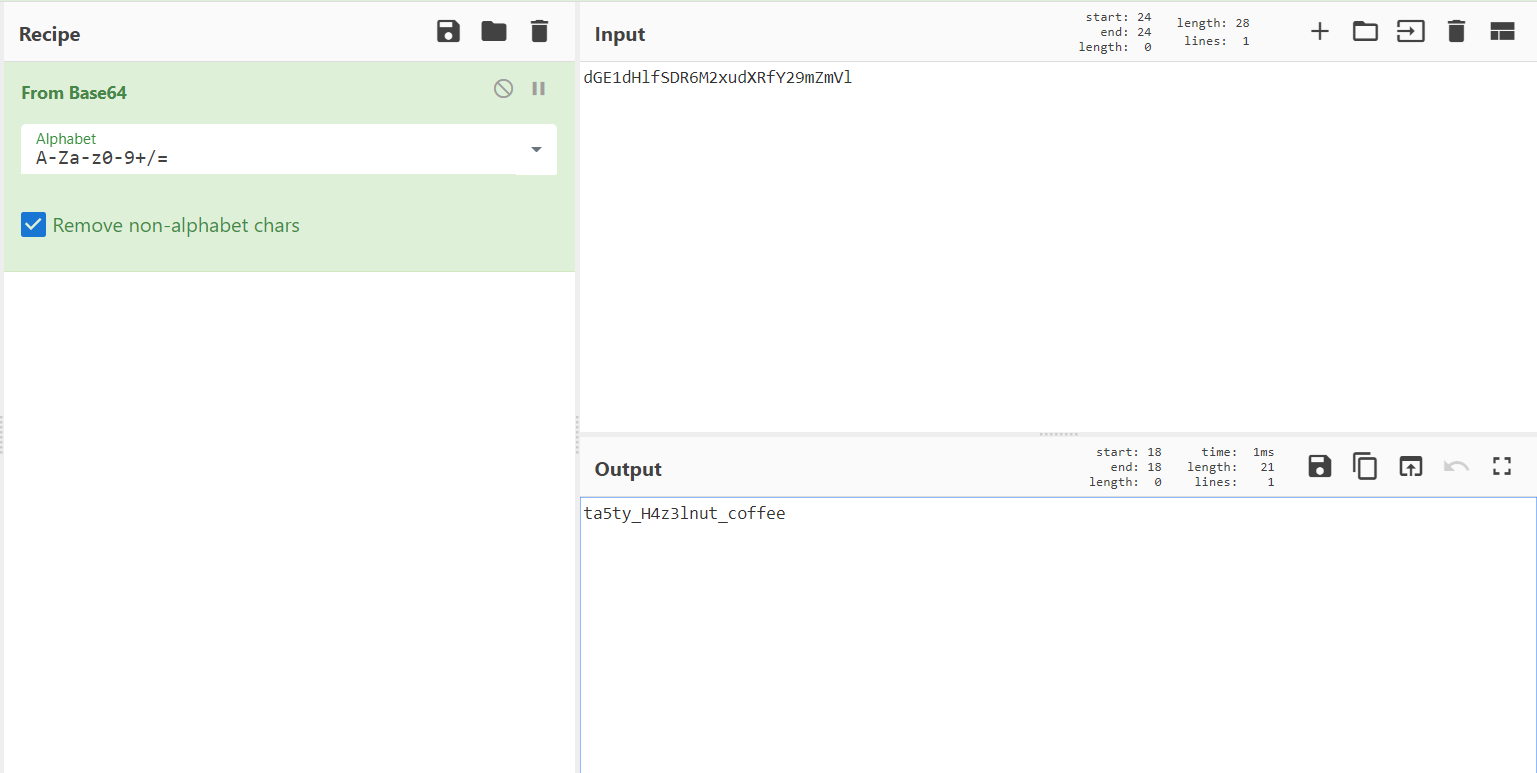 Recipe
From Base64
Alphabet
A-Za-z0-9+/=
Remove non-alphabet chars
Input
start: 24
end: 24
length: 0
length: 28
lines: 1
dGE1dHlfSDR6M2xudXRfY29mZmVl
Output
start: 18
end: 18
length: 0
time: 1ms
length: 21
lines: 1
ta5ty_H4z3lnut_coffee